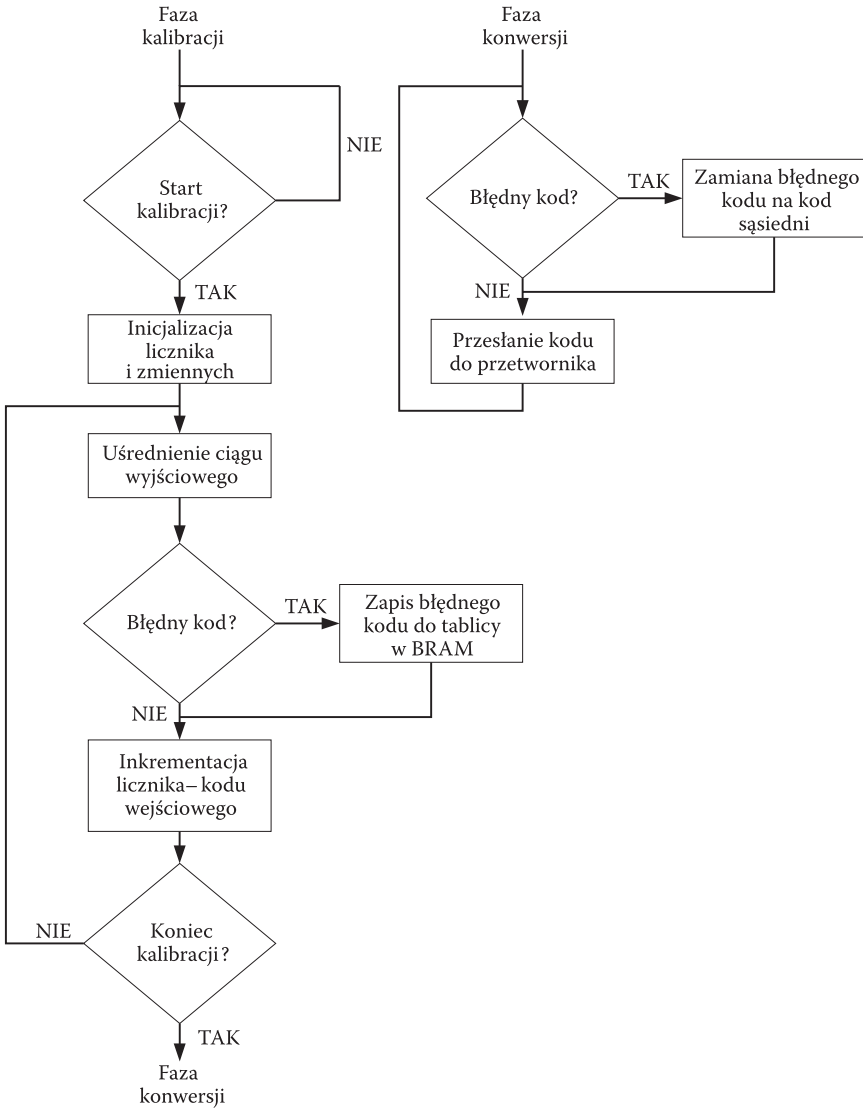 Faza
kalibracji
NIE
Start
kalibracji?
TAK
Inicjalizacja
licznika
i zmiennych
Uśrednienie ciągu
wyjściowego
Błędny kod?
TAK
Zapis błędnego
kodu do tablicy
w BRAM
NIE
Inkrementacja
licznika– kodu
wejściowego
NIE
Koniec
kalibracji?
TAK
Faza
konwersji
Faza
konwersji
Błędny kod?
TAK
Zamiana błędnego
kodu na kod
sąsiedni
NIE
Przesłanie kodu
do przetwornika